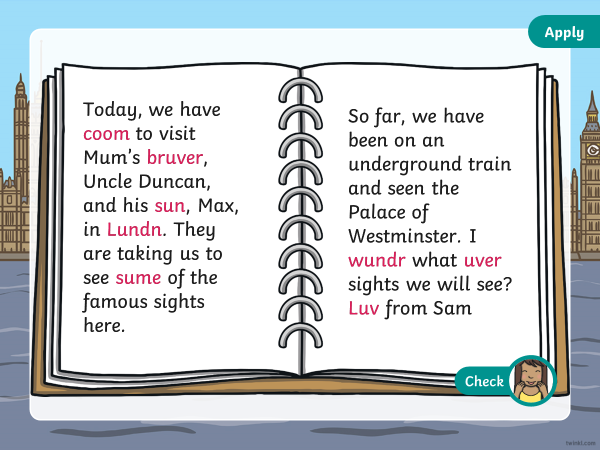 Apply
Today, we have
coom to visit
Mum's bruver,
Uncle Duncan,
and his sun, Max,
in Lundn. They
are taking us to
see sume of the
famous sights
here.
So far, we have
been on an
underground train
and seen the
Palace of
Westminster. I
wundr what uver
sights we will see?
Luv from Sam
Check
twinkl.com